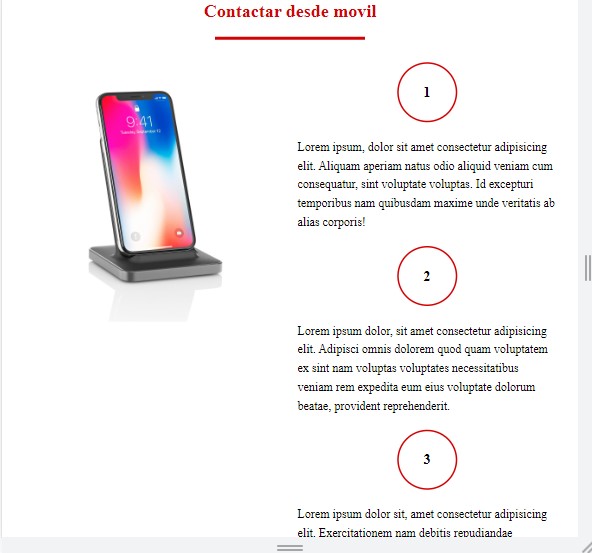 Contactar desde movil
9:41
1
Lorem ipsum, dolor sit amet consectetur adipisicing
elit. Aliquam aperiam natus odio aliquid veniam cum
consequatur, sint voluptate voluptas. Id excepturi
temporibus nam quibusdam maxime unde veritatis ab
alias corporis!
2
Lorem ipsum dolor, sit amet consectetur adipisicing
elit. Adipisci omnis dolorem quod quam voluptatem
ex sint nam voluptas voluptates necessitatibus
veniam rem expedita eum eius voluptate dolorum
beatae, provident reprehenderit.
3
Lorem ipsum dolor sit, amet consectetur adipisicing
elit. Exercitationem nam debitis repudiandae